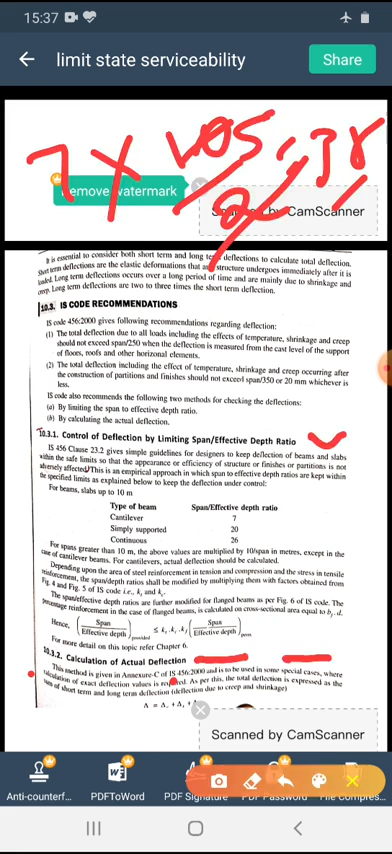 15:37
limit state serviceability
Share
Remove watermark
Scanned by CamScanner
It is essential to consider both short term and long term deflections to calculate total deflection.
Short term deflections are the elastic deformations that a structure undergoes immediately after it is
loaded. Long term deflections occurs over a long period of time and are mainly due to shrinkage and
creep. Long term deflections are two to three times the short term deflection.
10.3. IS CODE RECOMMENDATIONS
IS code 456:2000 gives following recommendations regarding deflection:
(1) The total deflection due to all loads including the effects of temperature, shrinkage and creep
should not exceed span/250 when the deflection is measured from the cast level of the support
of floors, roofs and other horizonal elements.
(2) The total deflection including the effect of temperature, shrinkage and creep occurring after
the construction of partitions and finishes should not exceed span/350 or 20 mm whichever is
less.
IS code also recommends the following two methods for checking the deflections:
(a) By limiting the span to effective depth ratio.
(b) By calculating the actual deflection.
10.3.1. Control of Deflection by Limiting Span/Effective Depth Ratio
IS 456 Clause 23.2 gives simple guidelines for designers to keep deflection of beams and slabs
within the safe limits so that the appearance or efficiency of structure or finishes or partitions is not
adversely affected. This is an empirical approach in which span to effective depth ratios are kept within
the specified limits as explained below to keep the deflection under control:
For beams, slabs up to 10 m
Type of beam Span/Effective depth ratio
Cantilever 7
Simply supported 20
Continuous 26
For spans greater than 10 m, the above values are multiplied by 10/span in metres, except in the
case of cantilever beams. For cantilevers, actual deflection should be calculated.
Depending upon the area of steel reinforcement in tension and compression and the stress in tensile
reinforcement, the span/depth ratios shall be modified by multiplying them with factors obtained from
Fig. 4 and Fig. 5 of IS code i.e., kt and kc.
The span/effective depth ratios are further modified for flanged beams as per Fig. 6 of IS code. The
percentage reinforcement in the case of flanged beams, is calculated on cross-sectional area equal to bf . d.
Hence, (Span / Effective depth) provided ≤ (Span / Effective depth)
For more detail on this topic refer Chapter 6.
10.3.2. Calculation of Actual Deflection
This method is given in Annexure-C of IS 456:2000 and is to be used in some special cases, where
calculation of exact deflection values is required. As per this, the total deflection is expressed as the
sum of short term and long term deflection (deflection due to creep and shrinkage)
Scanned by CamScanner
Anti-counterf... PDFToWord PDF Signature PDF Password File Compres...